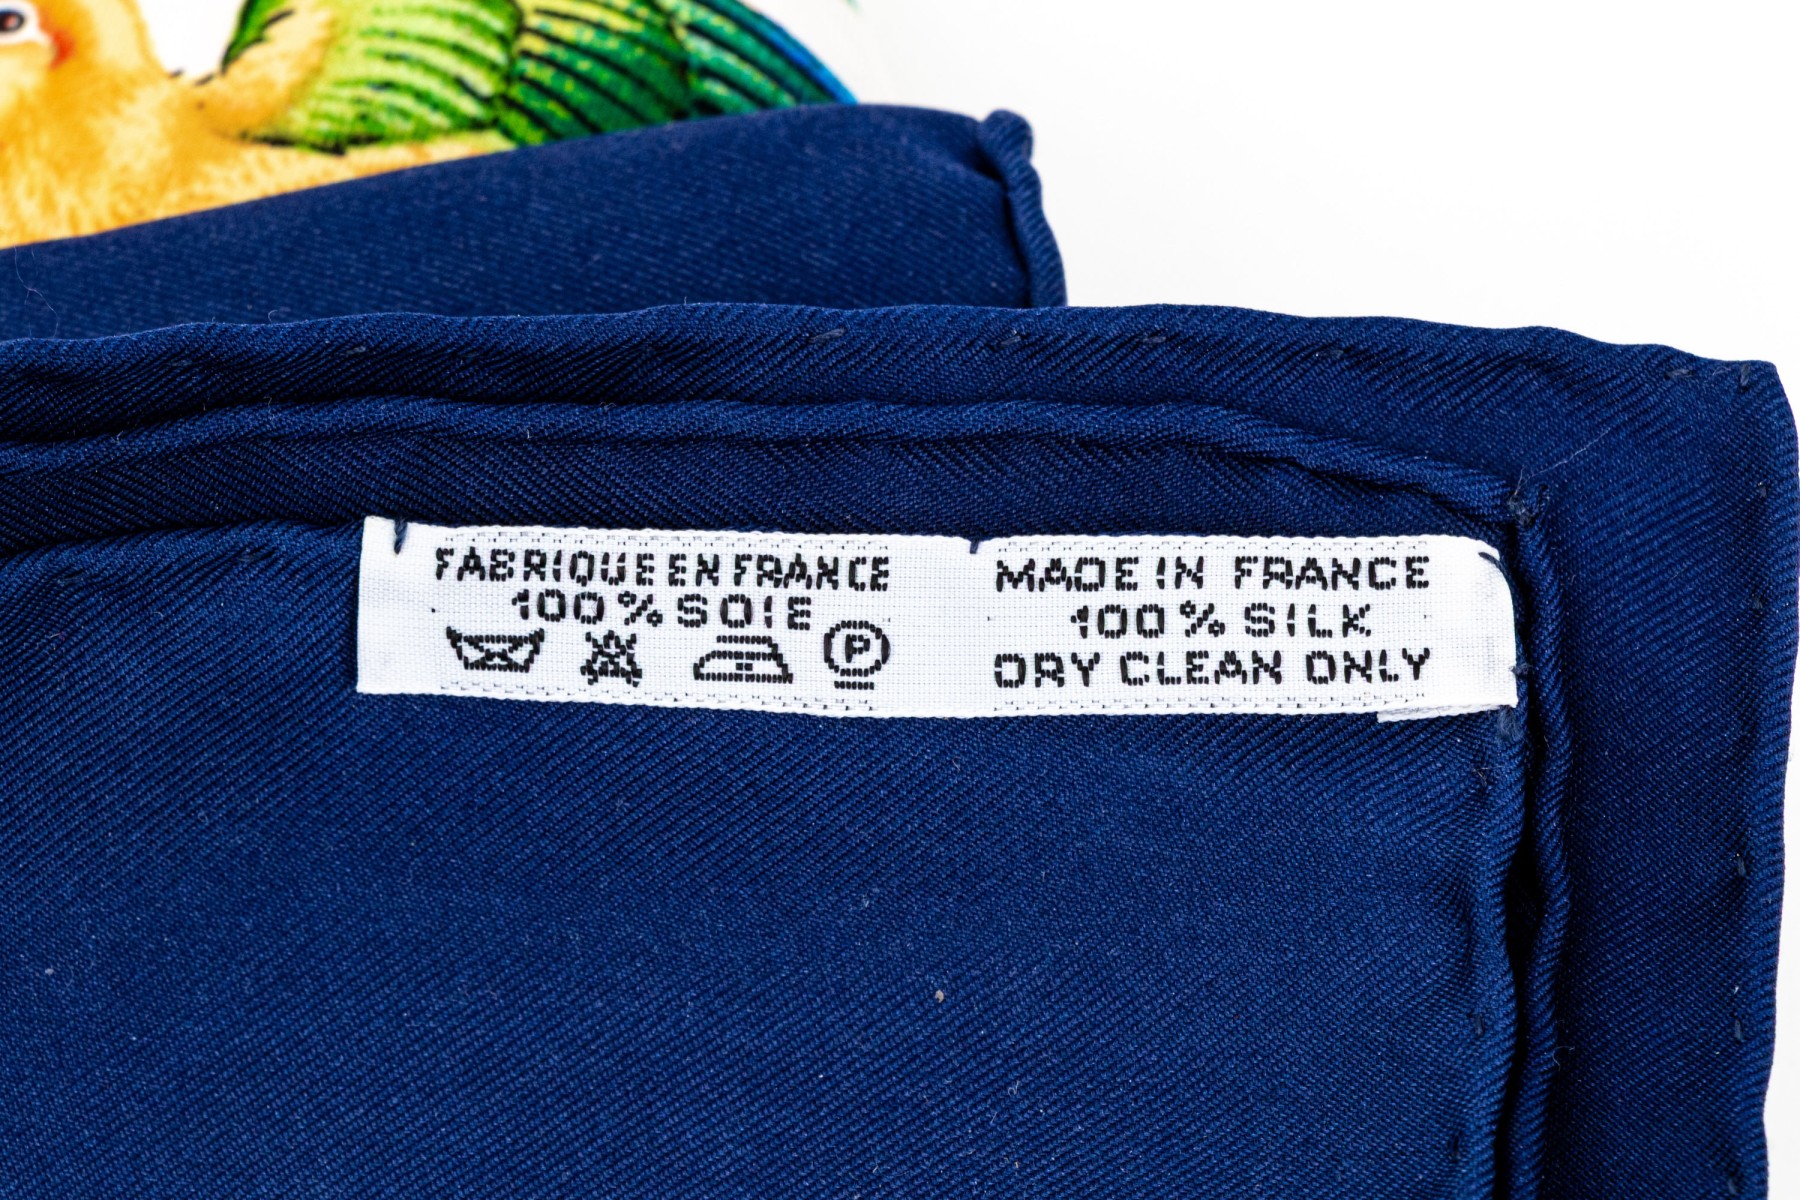 FABRIQUE EN FRANCE
100% SOIE
P
MADE IN FRANCE
100% SILK
DRY CLEAN ONLY